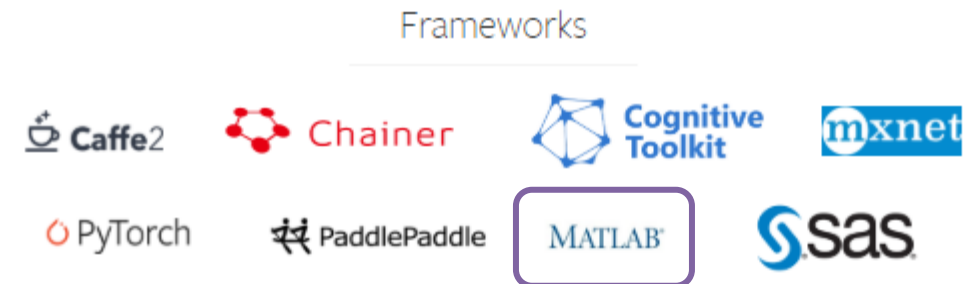 Frameworks
Caffe2
Chainer
Cognitive
Toolkit
mxnet
PyTorch
PaddlePaddle
MATLAB®
sas